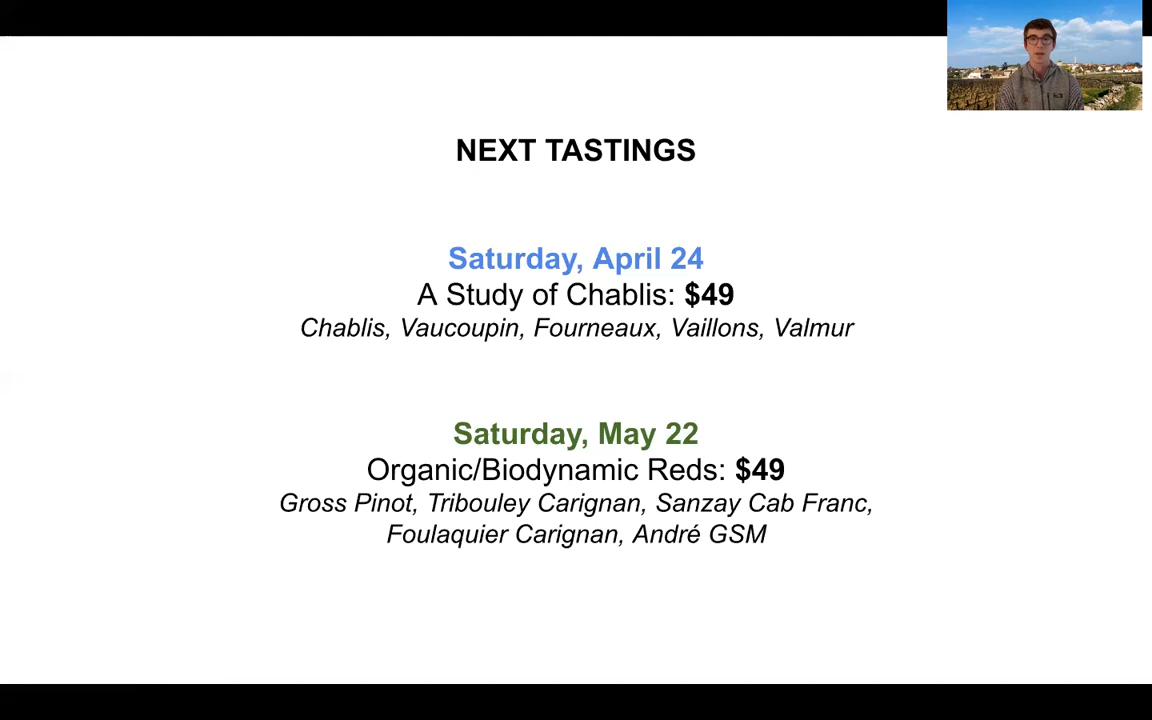 NEXT TASTINGS
Saturday, April 24
A Study of Chablis: $49
Chablis, Vaucoupin, Fourneaux, Vaillons, Valmur
Saturday, May 22
Organic/Biodynamic Reds: $49
Gross Pinot, Tribouley Carignan, Sanzay Cab Franc,
Foulaquier Carignan, André GSM